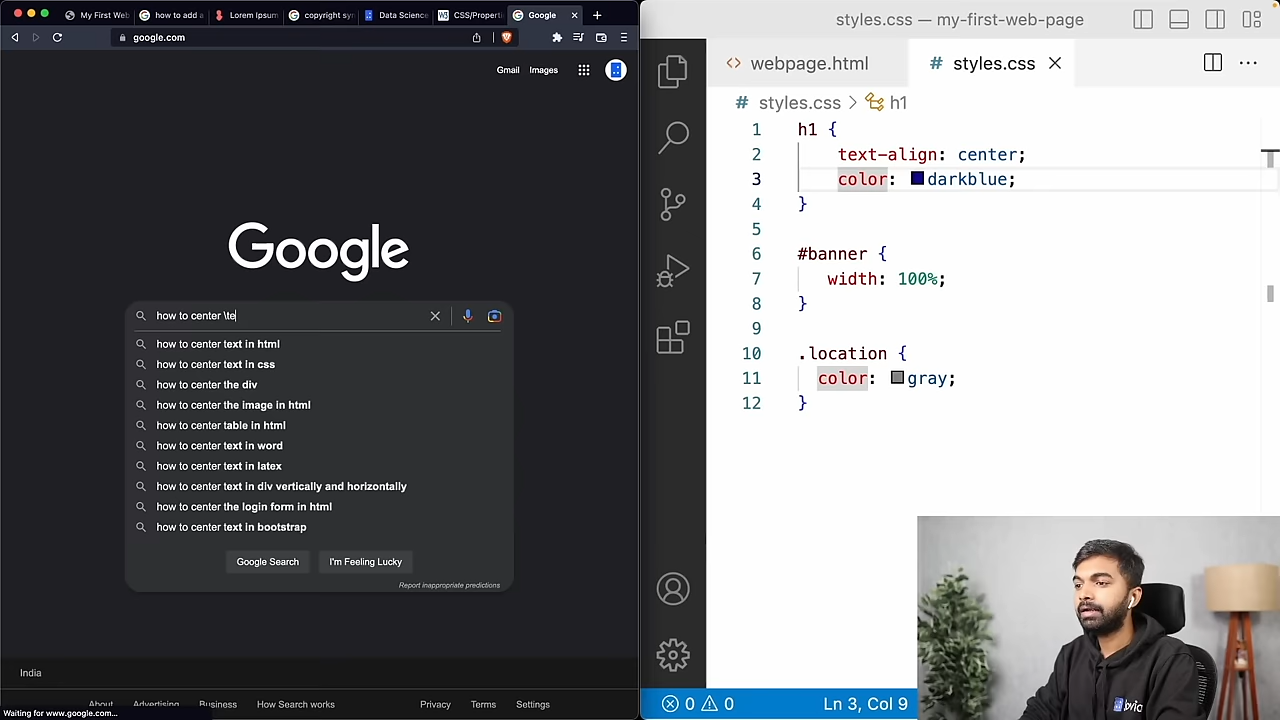 My First Web
how to add a
Lorem Ipsum
copyright syn
Data Science
CSS/Properti
Google
google.com
Gmail
Images
Google
how to center \te
how to center text in html
how to center text in css
how to center the div
how to center the image in html
how to center table in html
how to center text in word
how to center text in latex
how to center text in div vertically and horizontally
how to center the login form in html
how to center text in bootstrap
Google Search
I'm Feeling Lucky
Report inappropriate predictions
India
About
Advertising
Business
How Search works
Privacy
Terms
Settings
Waiting for www.google.com...
styles.css — my-first-web-page
webpage.html
# styles.css
# styles.css > h1
1 h1 {
2 text-align: center;
3 color: darkblue;
4 }
5
6 #banner {
7 width: 100%;
8 }
9
10 .location {
11 color: gray;
12 }
0 0
Ln 3, Col 9